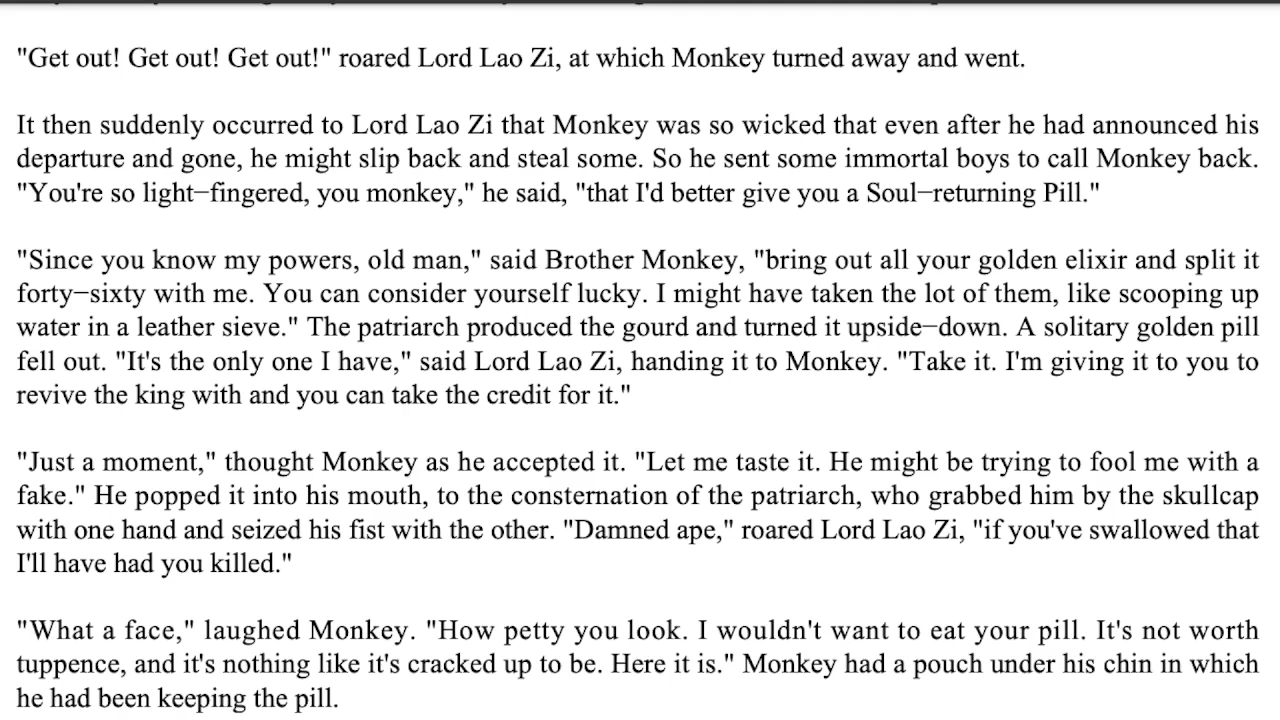 "Get out! Get out! Get out!" roared Lord Lao Zi, at which Monkey turned away and went.
It then suddenly occurred to Lord Lao Zi that Monkey was so wicked that even after he had announced his
departure and gone, he might slip back and steal some. So he sent some immortal boys to call Monkey back.
"You're so light−fingered, you monkey," he said, "that I'd better give you a Soul−returning Pill."
"Since you know my powers, old man," said Brother Monkey, "bring out all your golden elixir and split it
forty−sixty with me. You can consider yourself lucky. I might have taken the lot of them, like scooping up
water in a leather sieve." The patriarch produced the gourd and turned it upside−down. A solitary golden pill
fell out. "It's the only one I have," said Lord Lao Zi, handing it to Monkey. "Take it. I'm giving it to you to
revive the king with and you can take the credit for it."
"Just a moment," thought Monkey as he accepted it. "Let me taste it. He might be trying to fool me with a
fake." He popped it into his mouth, to the consternation of the patriarch, who grabbed him by the skullcap
with one hand and seized his fist with the other. "Damned ape," roared Lord Lao Zi, "if you've swallowed that
I'll have had you killed."
"What a face," laughed Monkey. "How petty you look. I wouldn't want to eat your pill. It's not worth
tuppence, and it's nothing like it's cracked up to be. Here it is." Monkey had a pouch under his chin in which
he had been keeping the pill.